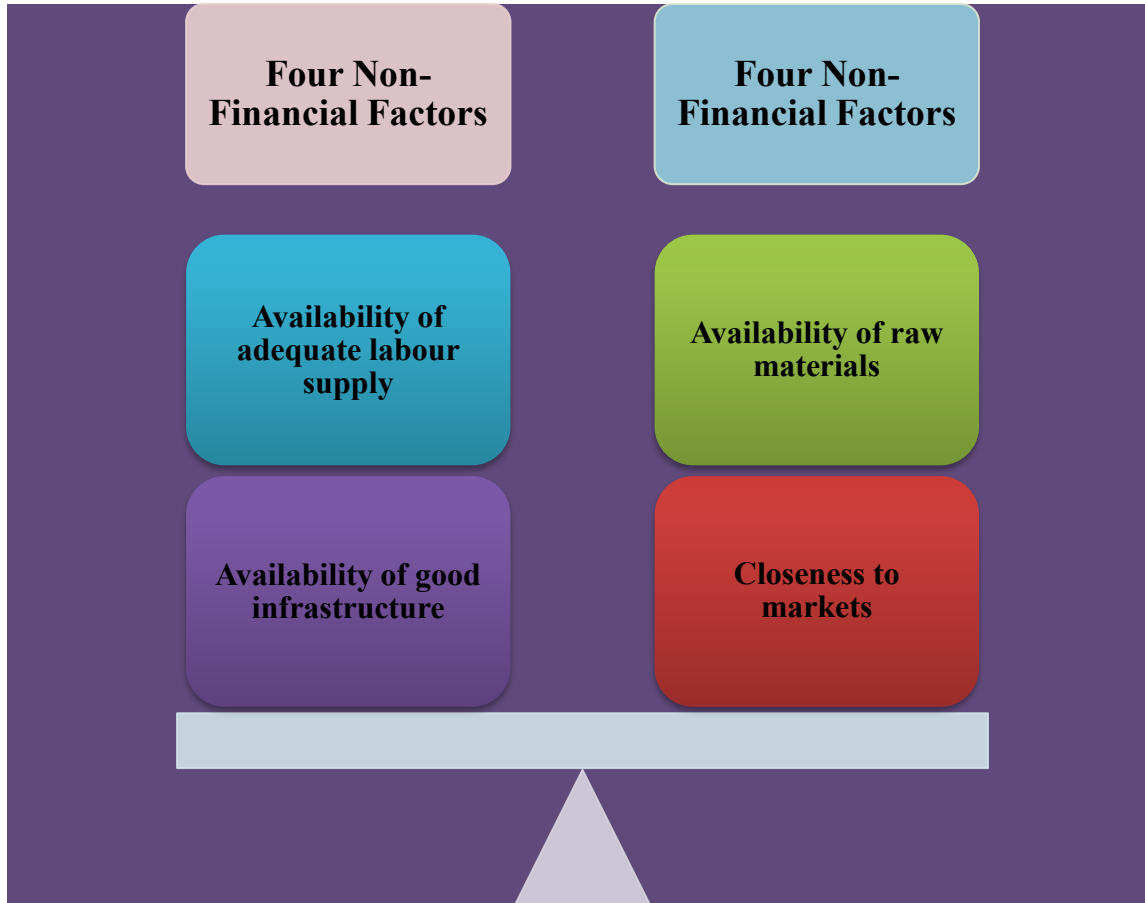 Four Non-
Financial Factors
Four Non-
Financial Factors
Availability of
adequate labour
supply
Availability of raw
materials
Availability of good
infrastructure
Closeness to
markets